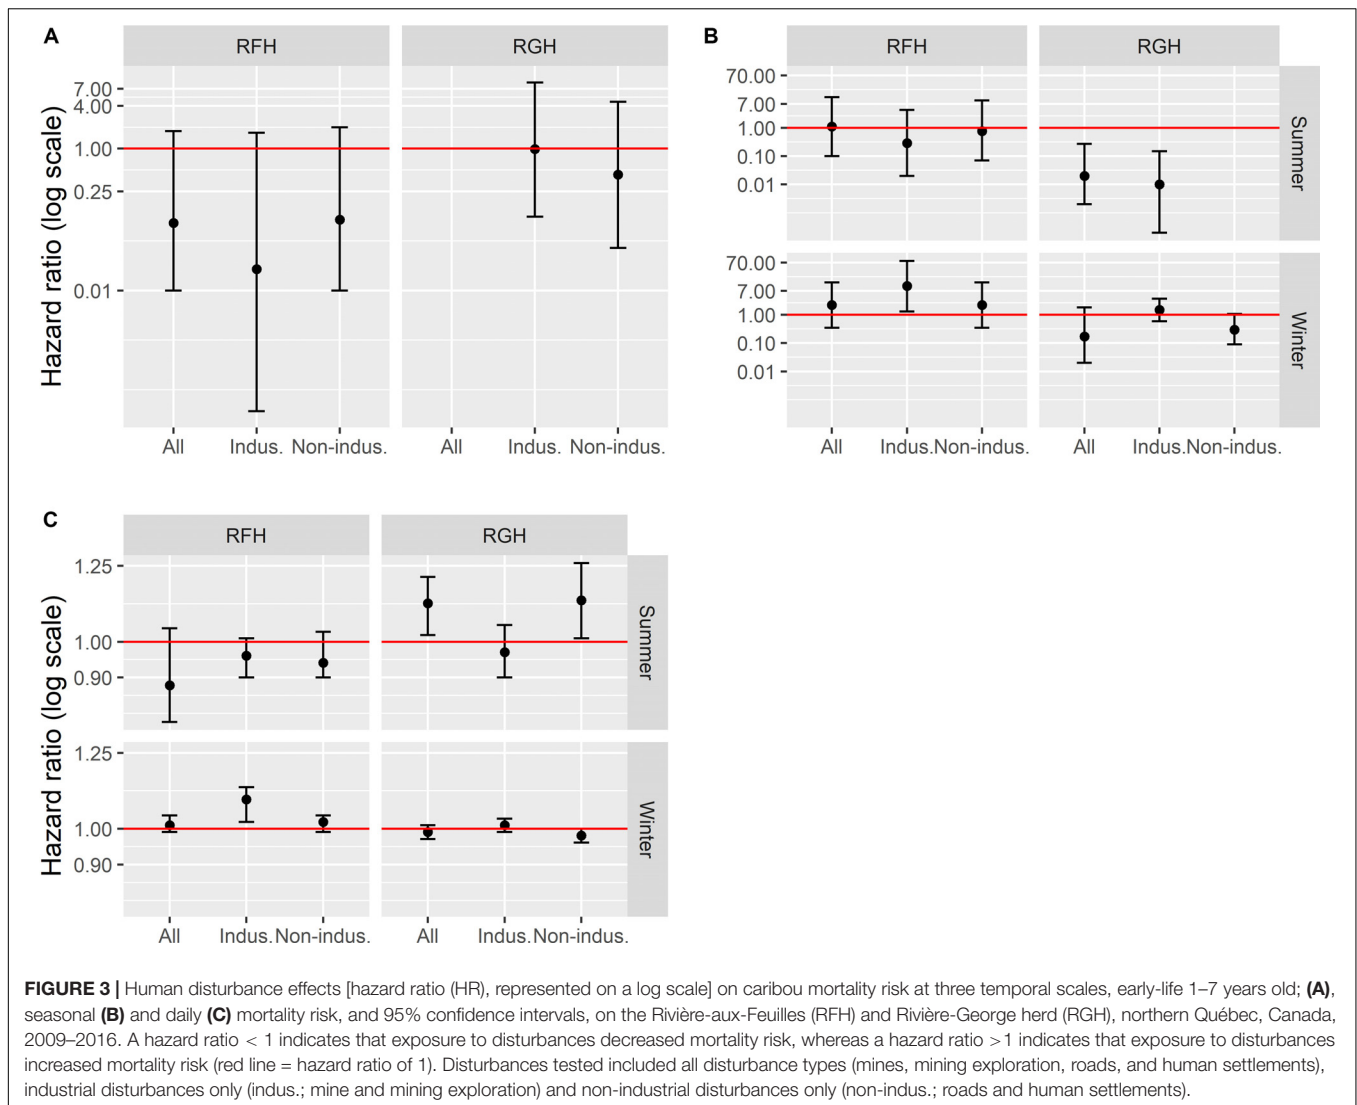 A
RFH
RGH
Hazard ratio (log scale)
7.00
4.00
1.00
0.25
0.01
All
Indus.
Non-indus.
All
Indus.
Non-indus.
B
RFH
RGH
70.00
7.00
1.00
0.10
0.01
Summer
70.00
7.00
1.00
0.10
0.01
Winter
All
Indus.
Non-indus.
All
Indus.
Non-indus.
C
RFH
RGH
Hazard ratio (log scale)
1.25
1.00
0.90
Summer
1.25
1.00
0.90
Winter
All
Indus.
Non-indus.
All
Indus.
Non-indus.
FIGURE 3 | Human disturbance effects [hazard ratio (HR), represented on a log scale] on caribou mortality risk at three temporal scales, early-life 1–7 years old; (A),
seasonal (B) and daily (C) mortality risk, and 95% confidence intervals, on the Rivière-aux-Feuilles (RFH) and Rivière-George herd (RGH), northern Québec, Canada,
2009–2016. A hazard ratio < 1 indicates that exposure to disturbances decreased mortality risk, whereas a hazard ratio >1 indicates that exposure to disturbances
increased mortality risk (red line = hazard ratio of 1). Disturbances tested included all disturbance types (mines, mining exploration, roads, and human settlements),
industrial disturbances only (indus.; mine and mining exploration) and non-industrial disturbances only (non-indus.; roads and human settlements).